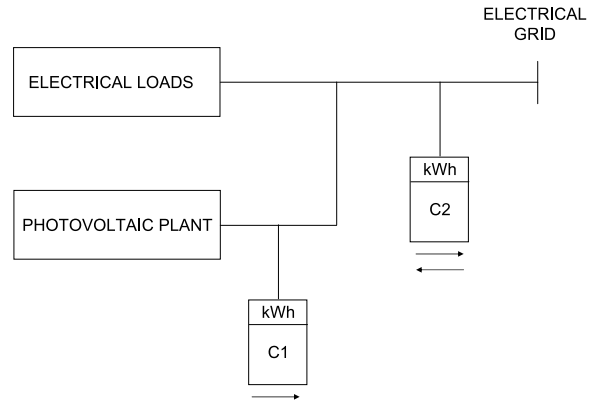 ELECTRICAL
GRID
ELECTRICAL LOADS
kWh
C2
PHOTOVOLTAIC PLANT
kWh
C1